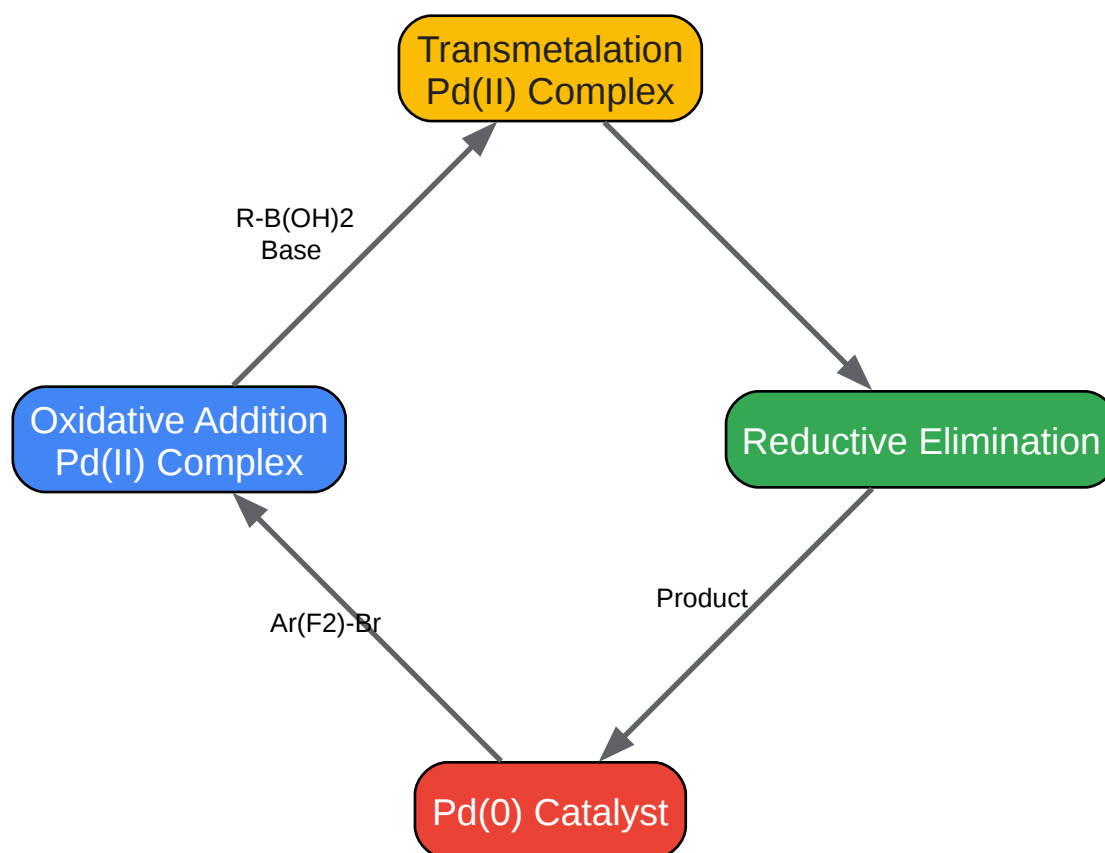 Transmetalation
Pd(II) Complex
R-B(OH)2
Base
Oxidative Addition
Pd(II) Complex
Reductive Elimination
Product
Ar(F2)-Br
Pd(0) Catalyst